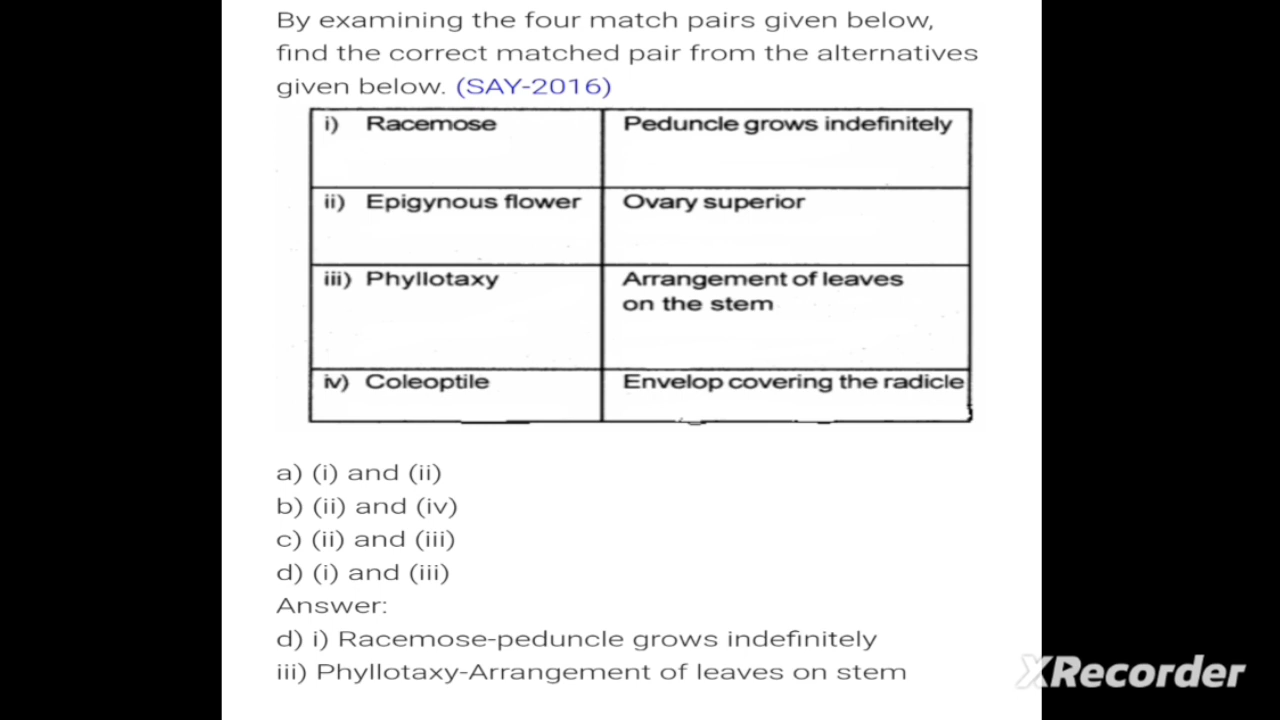 By examining the four match pairs given below,
find the correct matched pair from the alternatives
given below. (SAY-2016)
i) Racemose Peduncle grows indefinitely
ii) Epigynous flower Ovary superior
iii) Phyllotaxy Arrangement of leaves
on the stem
iv) Coleoptile Envelop covering the radicle
a) (i) and (ii)
b) (ii) and (iv)
c) (ii) and (iii)
d) (i) and (iii)
Answer:
d) i) Racemose-peduncle grows indefinitely
iii) Phyllotaxy-Arrangement of leaves on stem
XRecorder